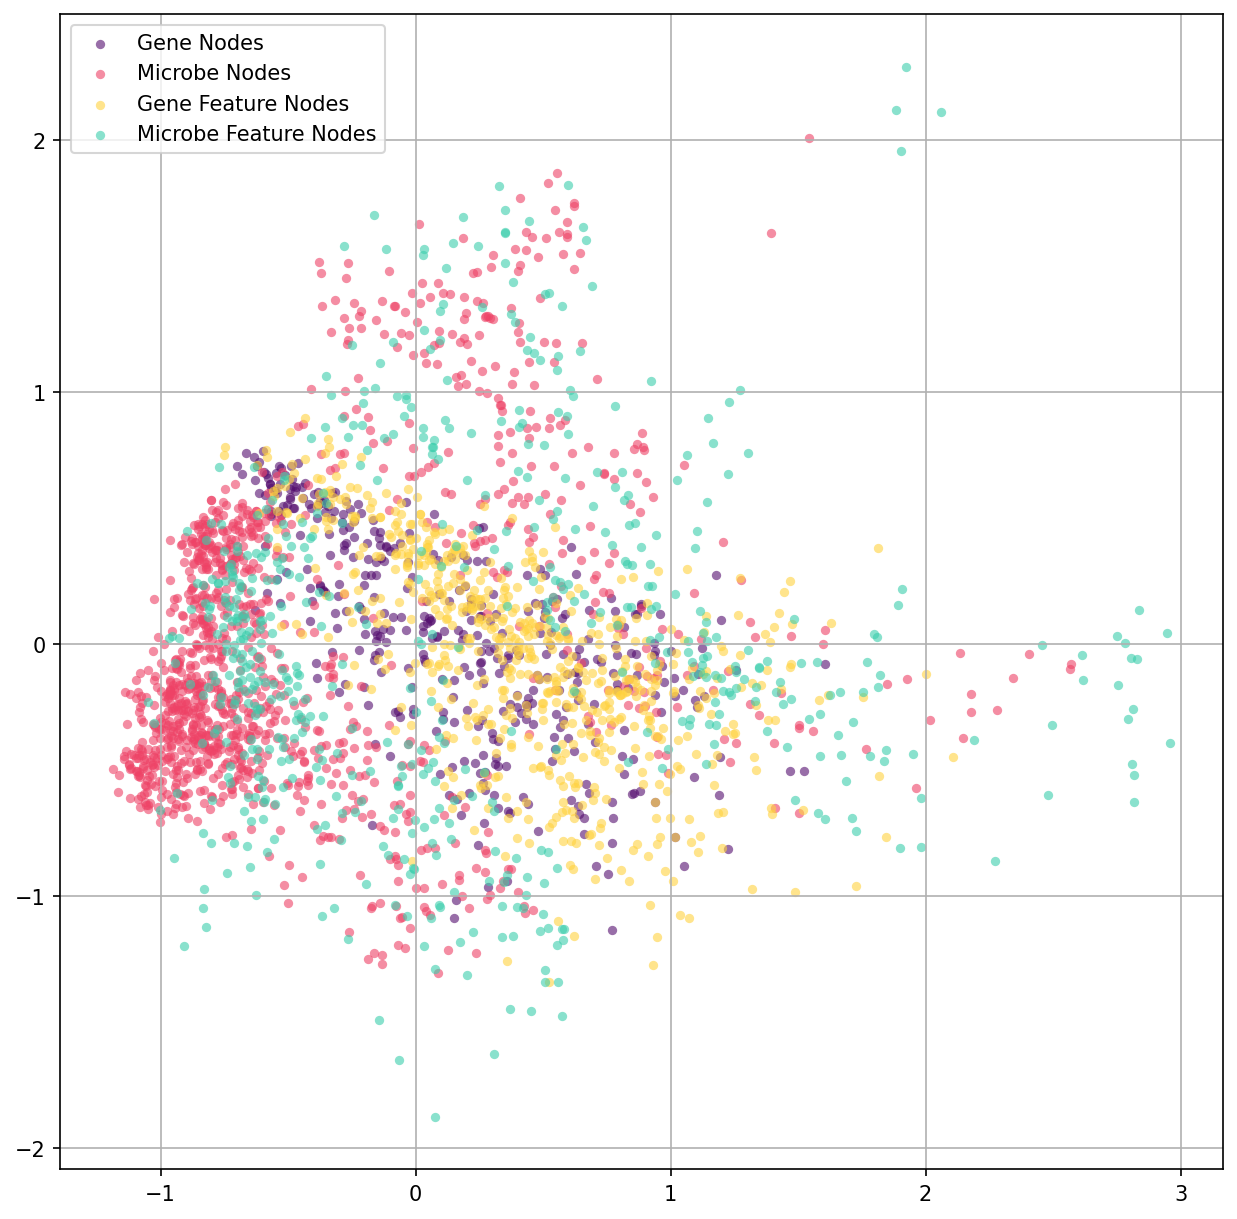 Gene Nodes
Microbe Nodes
Gene Feature Nodes
Microbe Feature Nodes
2
1
0
−1
−2
−1 0 1 2 3